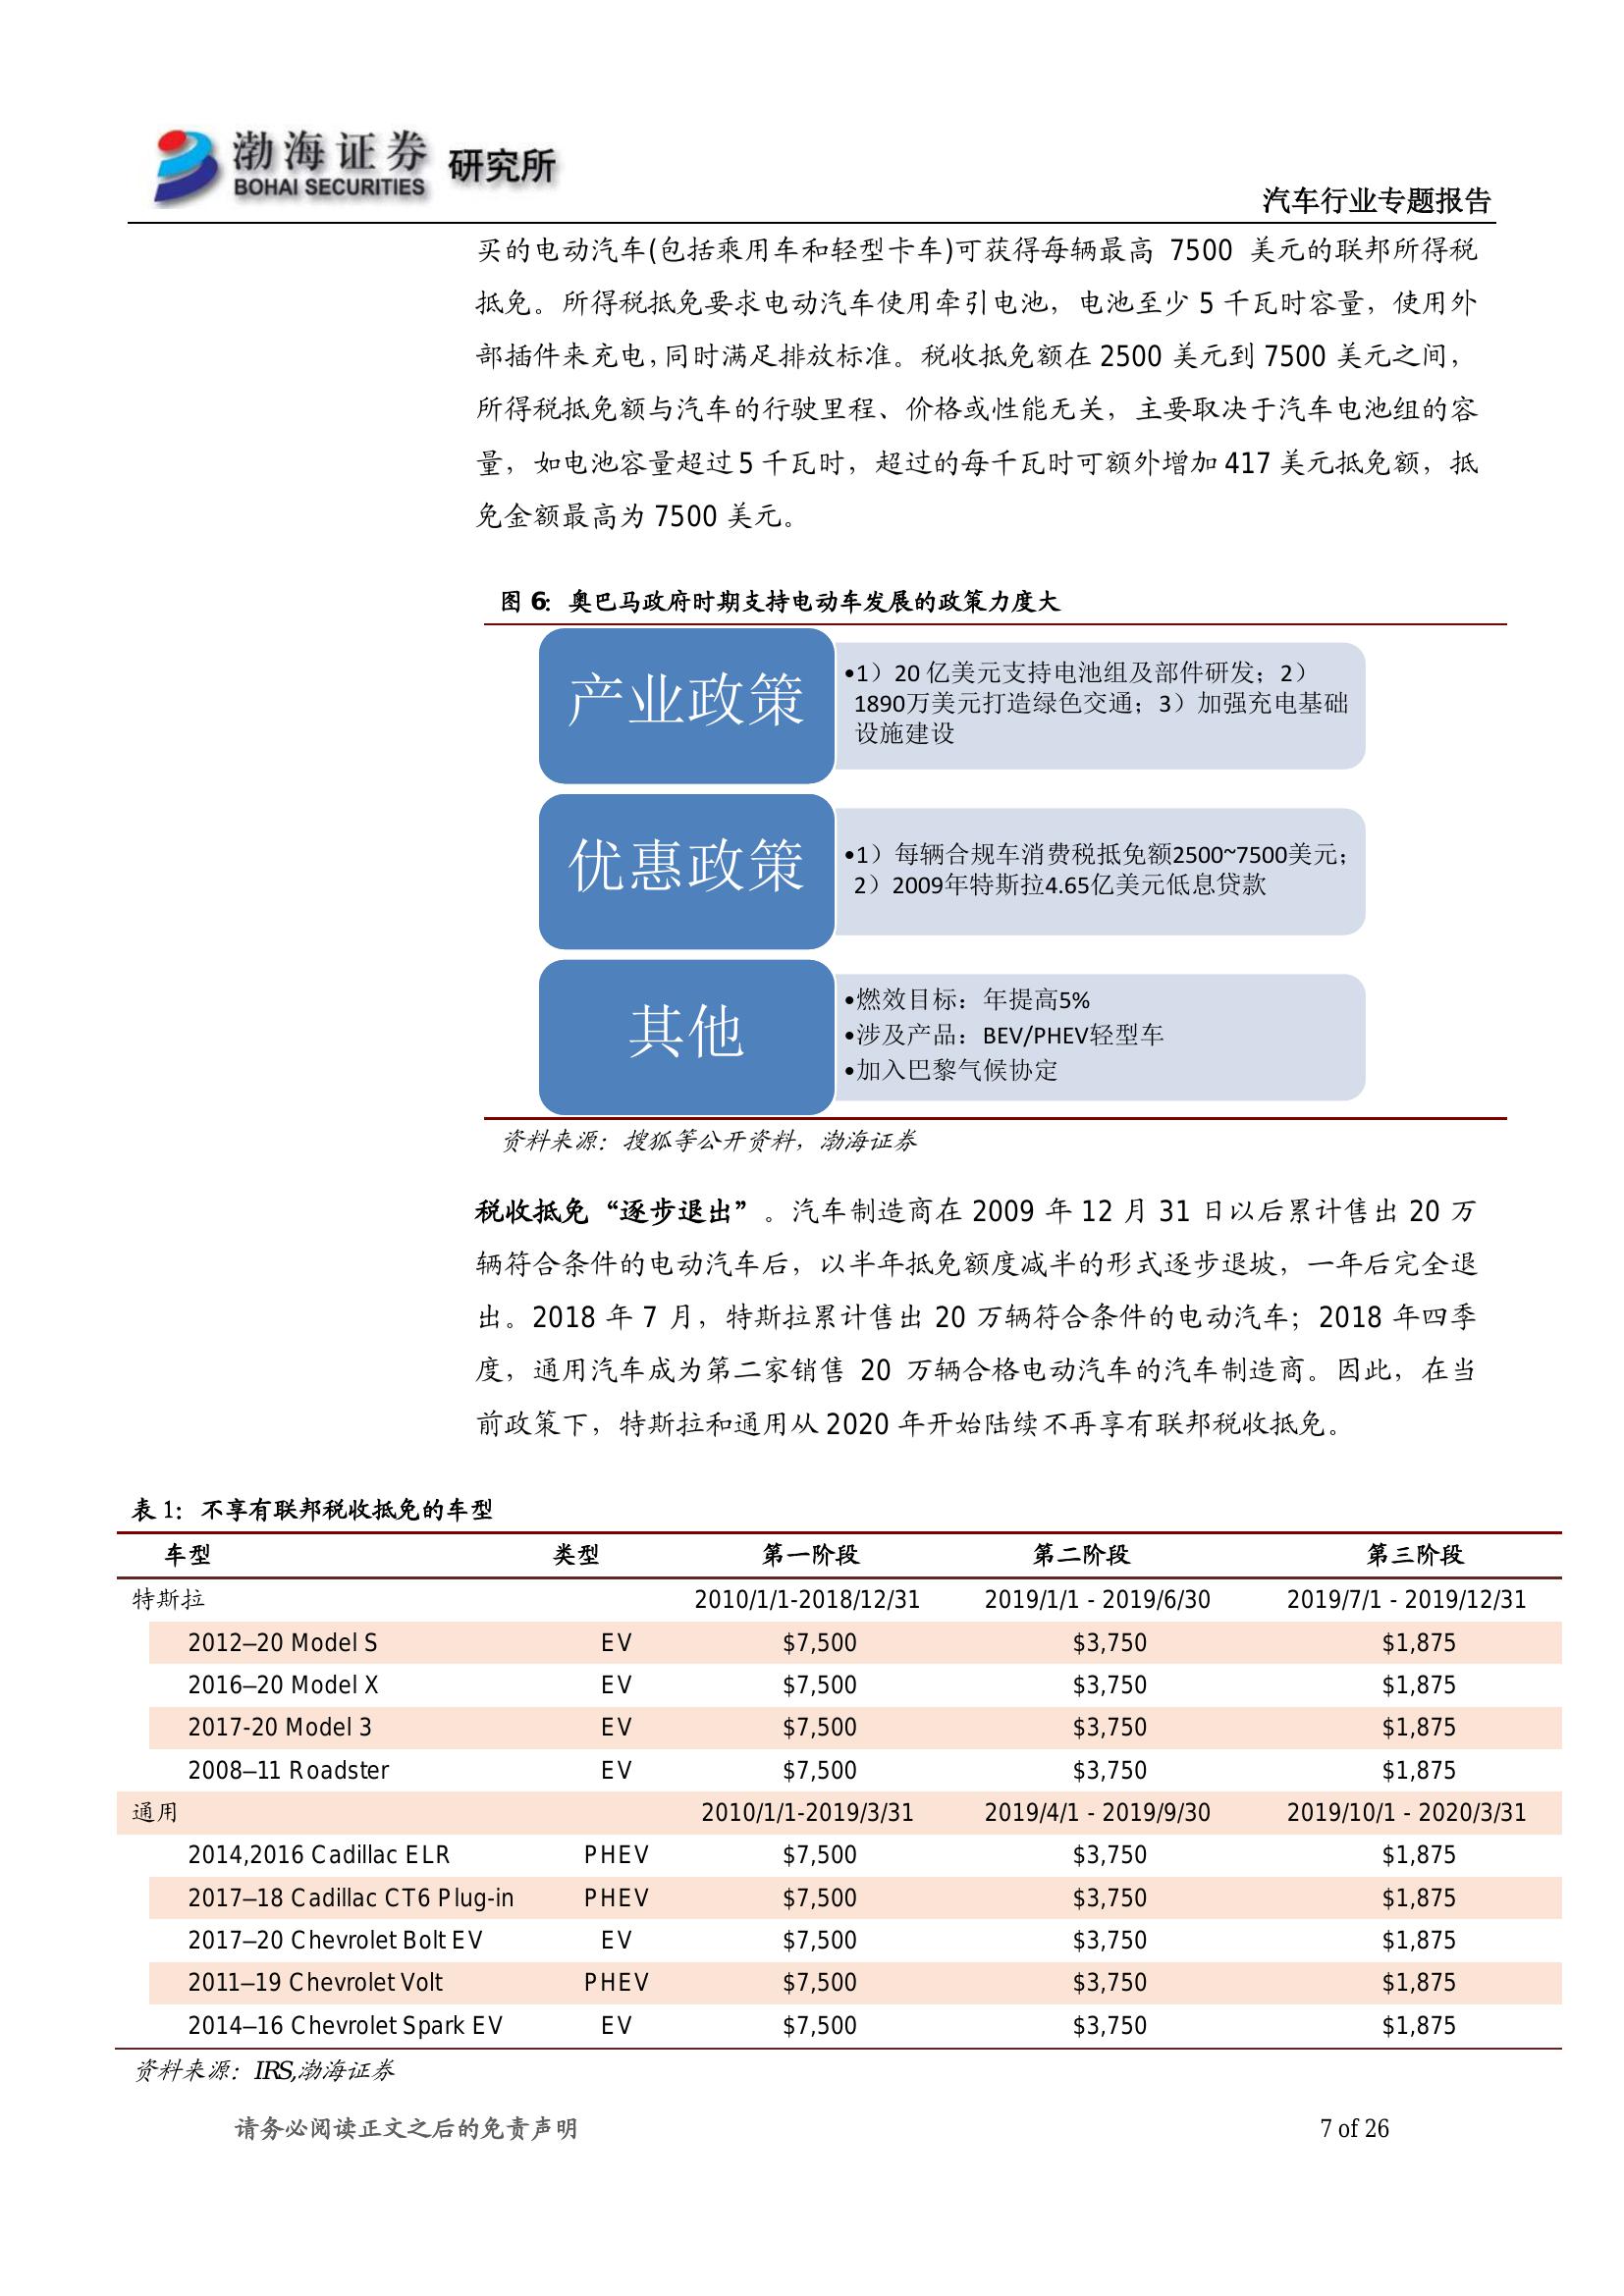 渤海证券 研究所
BOHAI SECURITIES
汽车行业专题报告
买的电动汽车(包括乘用车和轻型卡车)可获得每辆最高 7500 美元的联邦所得税
抵免。所得税抵免要求电动汽车使用牵引电池，电池至少 5 千瓦时容量，使用外
部插件来充电，同时满足排放标准。税收抵免额在 2500 美元到 7500 美元之间，
所得税抵免额与汽车的行驶里程、价格或性能无关，主要取决于汽车电池组的容
量，如电池容量超过 5 千瓦时，超过的每千瓦时可额外增加 417 美元抵免额，抵
免金额最高为 7500 美元。
图 6：奥巴马政府时期支持电动车发展的政策力度大
产业政策
•1）20 亿美元支持电池组及部件研发；2）
1890万美元打造绿色交通；3）加强充电基础
设施建设
优惠政策
•1）每辆合规车消费税抵免额2500~7500美元；
2）2009年特斯拉4.65亿美元低息贷款
其他
•燃效目标：年提高5%
•涉及产品：BEV/PHEV轻型车
•加入巴黎气候协定
资料来源：搜狐等公开资料，渤海证券
税收抵免“逐步退出”。汽车制造商在 2009 年 12 月 31 日以后累计售出 20 万
辆符合条件的电动汽车后，以半年抵免额度减半的形式逐步退坡，一年后完全退
出。2018 年 7 月，特斯拉累计售出 20 万辆符合条件的电动汽车；2018 年四季
度，通用汽车成为第二家销售 20 万辆合格电动汽车的汽车制造商。因此，在当
前政策下，特斯拉和通用从 2020 年开始陆续不再享有联邦税收抵免。
表 1：不享有联邦税收抵免的车型
车型 类型 第一阶段 第二阶段 第三阶段
特斯拉 2010/1/1-2018/12/31 2019/1/1 - 2019/6/30 2019/7/1 - 2019/12/31
2012–20 Model S EV $7,500 $3,750 $1,875
2016–20 Model X EV $7,500 $3,750 $1,875
2017-20 Model 3 EV $7,500 $3,750 $1,875
2008–11 Roadster EV $7,500 $3,750 $1,875
通用 2010/1/1-2019/3/31 2019/4/1 - 2019/9/30 2019/10/1 - 2020/3/31
2014,2016 Cadillac ELR PHEV $7,500 $3,750 $1,875
2017–18 Cadillac CT6 Plug-in PHEV $7,500 $3,750 $1,875
2017–20 Chevrolet Bolt EV EV $7,500 $3,750 $1,875
2011–19 Chevrolet Volt PHEV $7,500 $3,750 $1,875
2014–16 Chevrolet Spark EV EV $7,500 $3,750 $1,875
资料来源：IRS,渤海证券
请务必阅读正文之后的免责声明 7 of 26